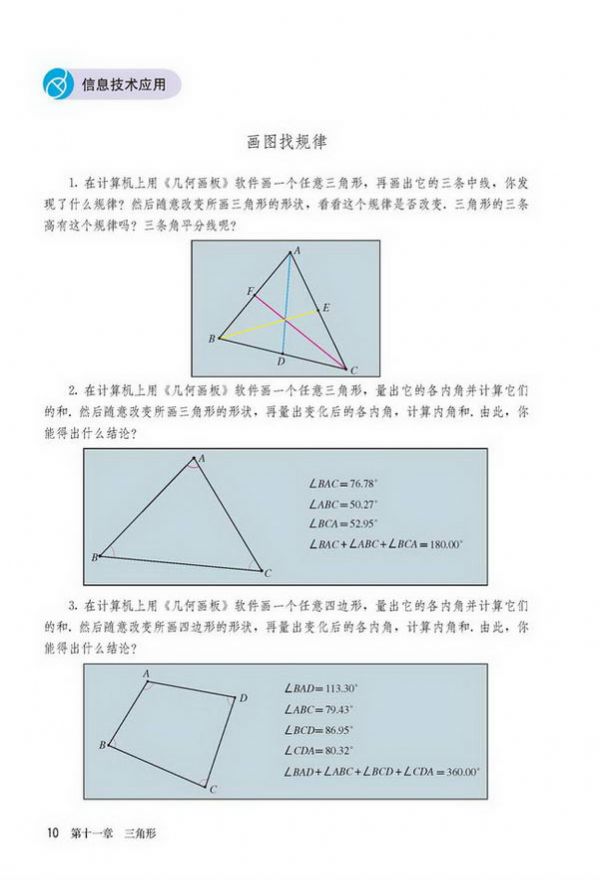 信息技术应用
画图找规律
1. 在计算机上用《几何画板》软件画一个任意三角形，再画出它的三条中线，你发
现了什么规律？然后随意改变所画三角形的形状，看看这个规律是否改变．三角形的三条
高有这个规律吗？三条角平分线呢？
A
F
E
B
D
C
2. 在计算机上用《几何画板》软件画一个任意三角形，量出它的各内角并计算它们
的和．然后随意改变所画三角形的形状，再量出变化后的各内角，计算内角和．由此，你
能得出什么结论？
A
B
C
∠BAC=76.78°
∠ABC=50.27°
∠BCA=52.95°
∠BAC+∠ABC+∠BCA=180.00°
3. 在计算机上用《几何画板》软件画一个任意四边形，量出它的各内角并计算它们
的和．然后随意改变所画四边形的形状，再量出变化后的各内角，计算内角和．由此，你
能得出什么结论？
A
D
B
C
∠BAD=113.30°
∠ABC=79.43°
∠BCD=86.95°
∠CDA=80.32°
∠BAD+∠ABC+∠BCD+∠CDA=360.00°
10 第十一章 三角形